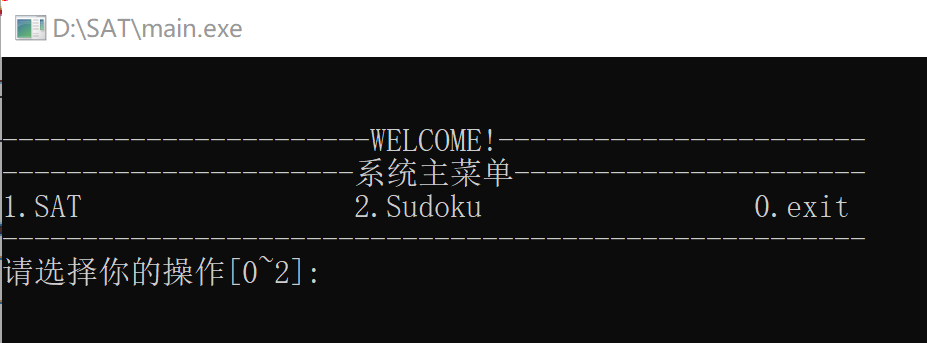 D:\SAT\main.exe
-----------------------WELCOME!-----------------------
----------------------系统主菜单----------------------
1.SAT                 2.Sudoku                 0.exit
------------------------------------------------------
请选择你的操作[0~2]: